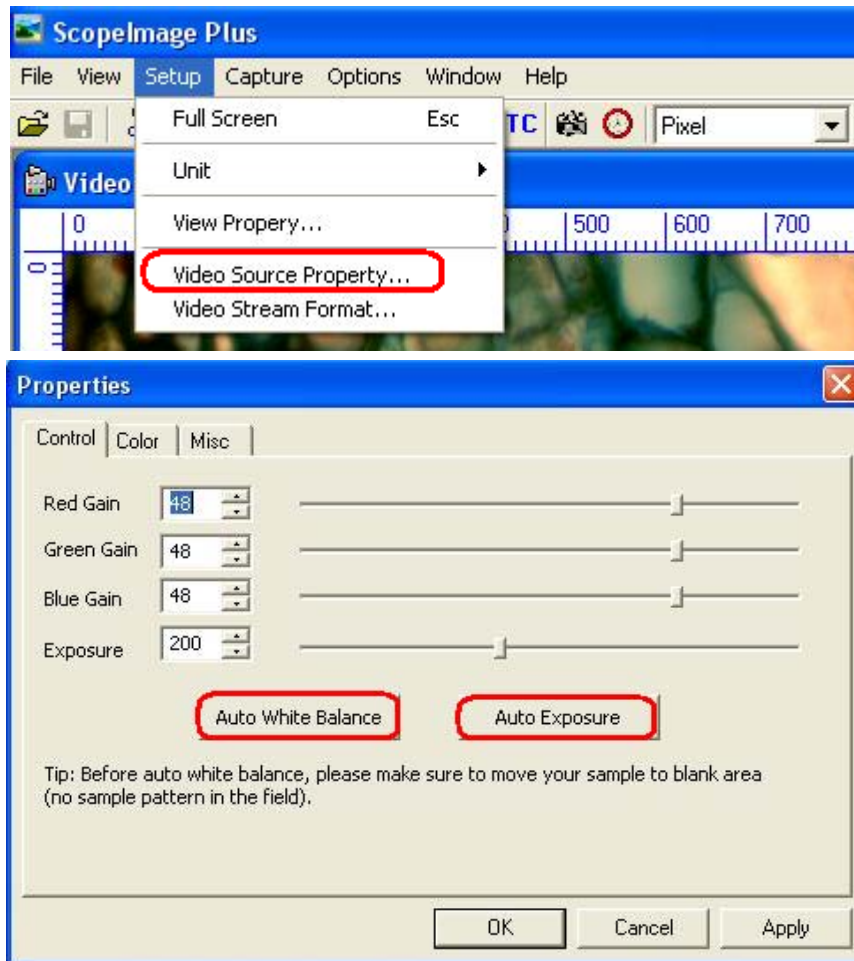 ScopeImage Plus
File View Setup Capture Options Window Help
Full Screen Esc TC Pixel
Unit
Video
View Propery... 500 600 700
0
0
Video Source Property...
Video Stream Format...
Properties
Control Color Misc
Red Gain 48
Green Gain 48
Blue Gain 48
Exposure 200
Auto White Balance Auto Exposure
Tip: Before auto white balance, please make sure to move your sample to blank area
(no sample pattern in the field).
OK Cancel Apply